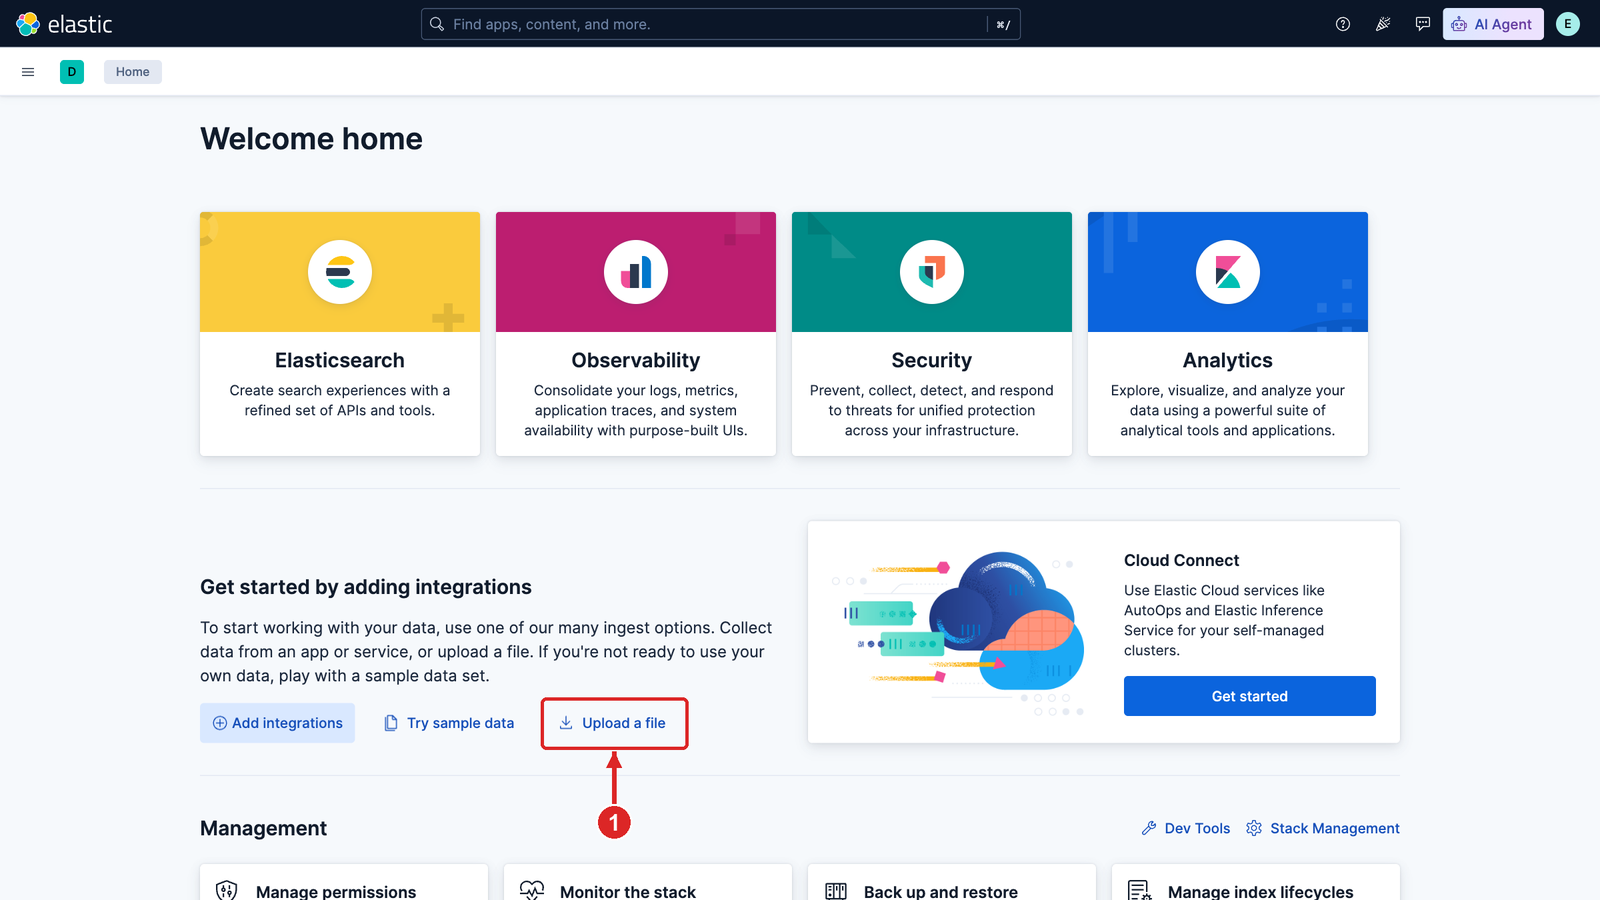 elastic
Find apps, content, and more.
⌘/
AI Agent
E
D
Home
Welcome home
Elasticsearch
Create search experiences with a
refined set of APIs and tools.
Observability
Consolidate your logs, metrics,
application traces, and system
availability with purpose-built UIs.
Security
Prevent, collect, detect, and respond
to threats for unified protection
across your infrastructure.
Analytics
Explore, visualize, and analyze your
data using a powerful suite of
analytical tools and applications.
Get started by adding integrations
To start working with your data, use one of our many ingest options. Collect
data from an app or service, or upload a file. If you're not ready to use your
own data, play with a sample data set.
Add integrations
Try sample data
Upload a file
1
Cloud Connect
Use Elastic Cloud services like
AutoOps and Elastic Inference
Service for your self-managed
clusters.
Get started
Management
Dev Tools
Stack Management
Manage permissions
Monitor the stack
Back up and restore
Manage index lifecycles